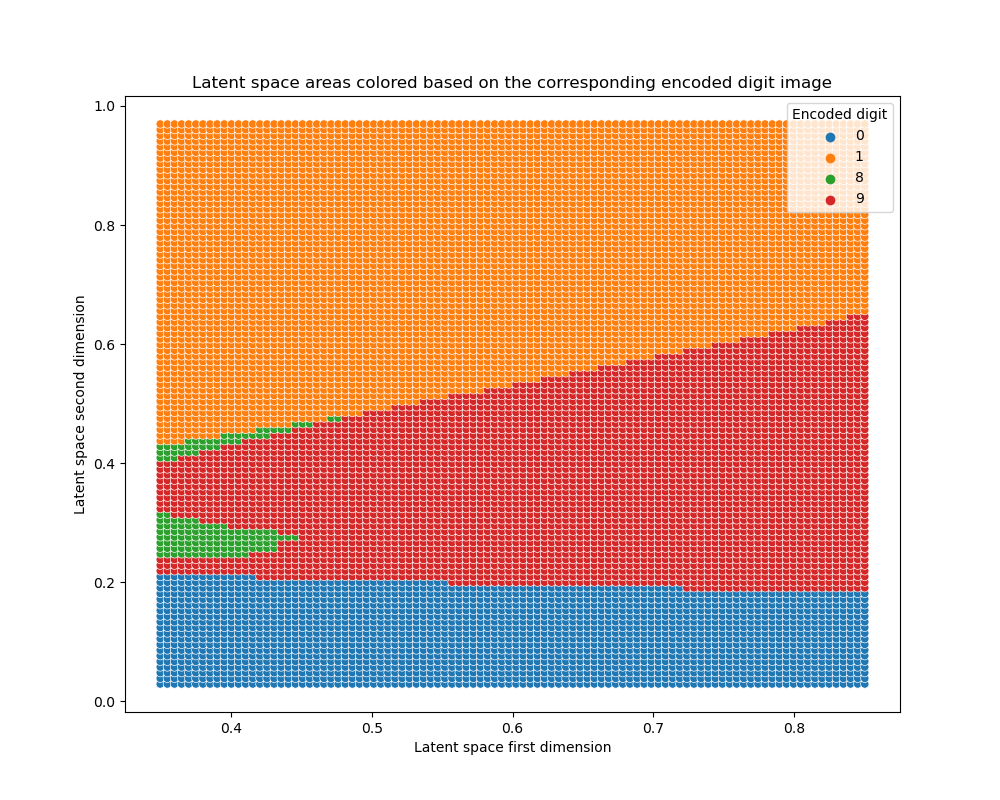 Latent space areas colored based on the corresponding encoded digit image
Encoded digit
0
1
8
9
Latent space second dimension
1.0
0.8
0.6
0.4
0.2
0.0
0.4 0.5 0.6 0.7 0.8
Latent space first dimension